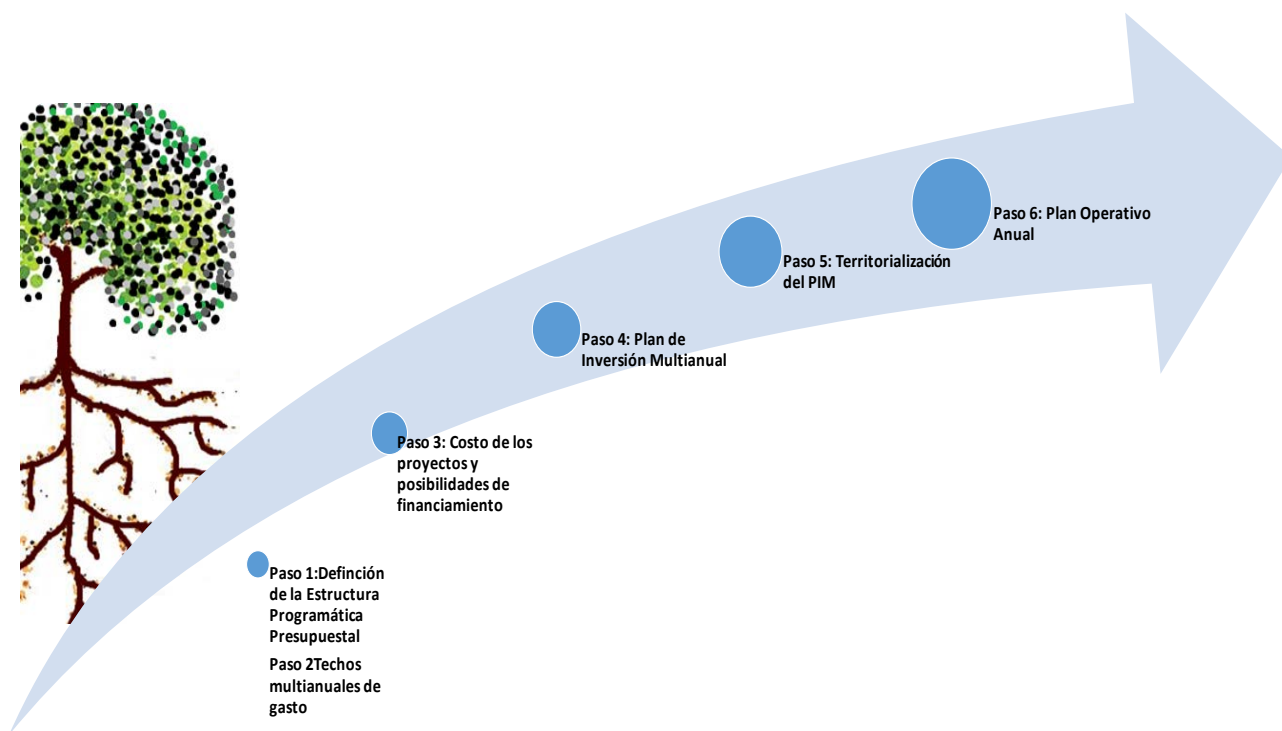 Paso 1:Definción
de la Estructura
Programática
Presupuestal
Paso 2Techos
multianuales de
gasto
Paso 3: Costo de los
proyectos y
posibilidades de
financiamiento
Paso 4: Plan de
Inversión Multianual
Paso 5: Territorialización
del PIM
Paso 6: Plan Operativo
Anual